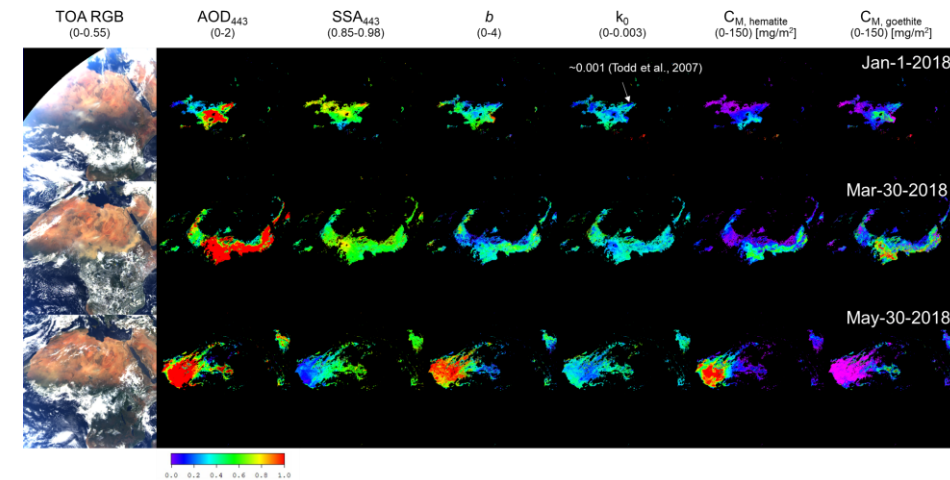 TOA RGB AOD₄₄₃ SSA₄₄₃ b k₀ C_M, hematite C_M, goethite
(0-0.55) (0-2) (0.85-0.98) (0-4) (0-0.003) (0-150) [mg/m²] (0-150) [mg/m²]
Jan-1-2018
~0.001 (Todd et al., 2007)
Mar-30-2018
May-30-2018
0.0 0.2 0.4 0.6 0.8 1.0